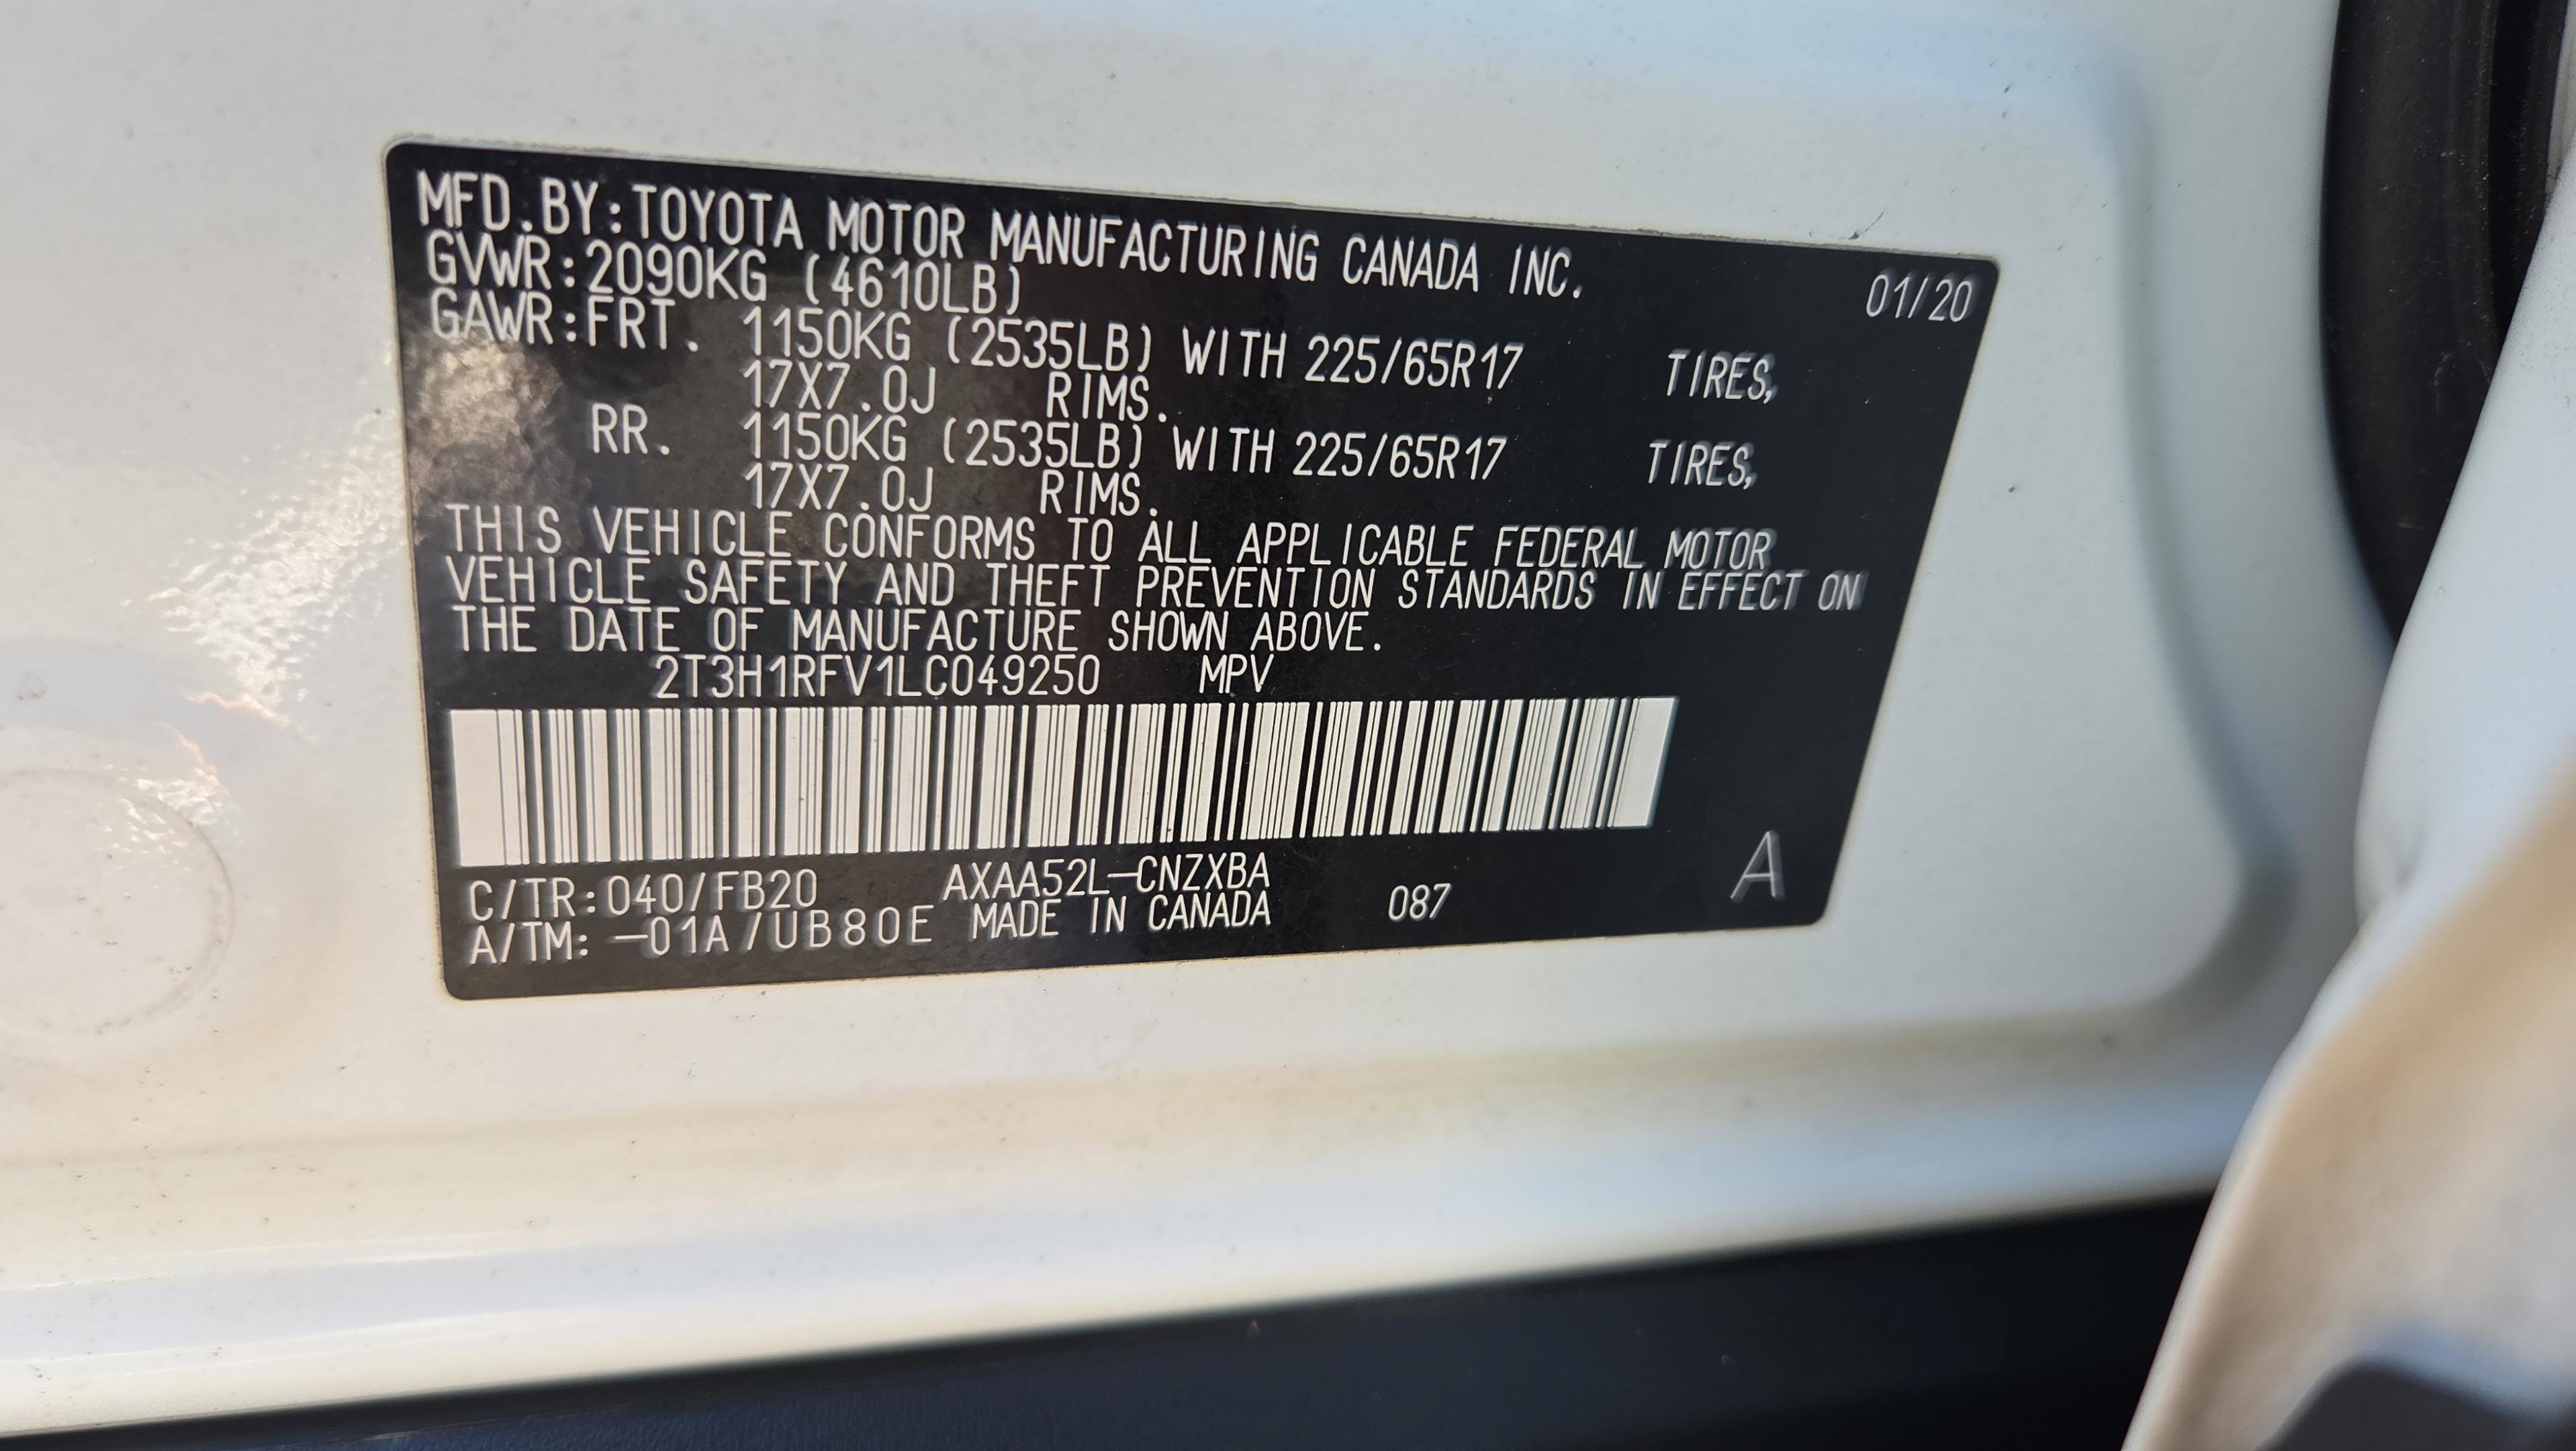 MFD.BY:TOYOTA MOTOR MANUFACTURING CANADA INC. 01/20
GVWR:2090KG (4610LB)
GAWR:FRT. 1150KG (2535LB) WITH 225/65R17 TIRES,
17X7.0J RIMS.
RR. 1150KG (2535LB) WITH 225/65R17 TIRES,
17X7.0J RIMS.
THIS VEHICLE CONFORMS TO ALL APPLICABLE FEDERAL MOTOR
VEHICLE SAFETY AND THEFT PREVENTION STANDARDS IN EFFECT ON
THE DATE OF MANUFACTURE SHOWN ABOVE.
2T3H1RFV1LC049250 MPV
C/TR:040/FB20 AXAA52L-CNZXBA
A/TM: -01A/UB80E MADE IN CANADA 087 A